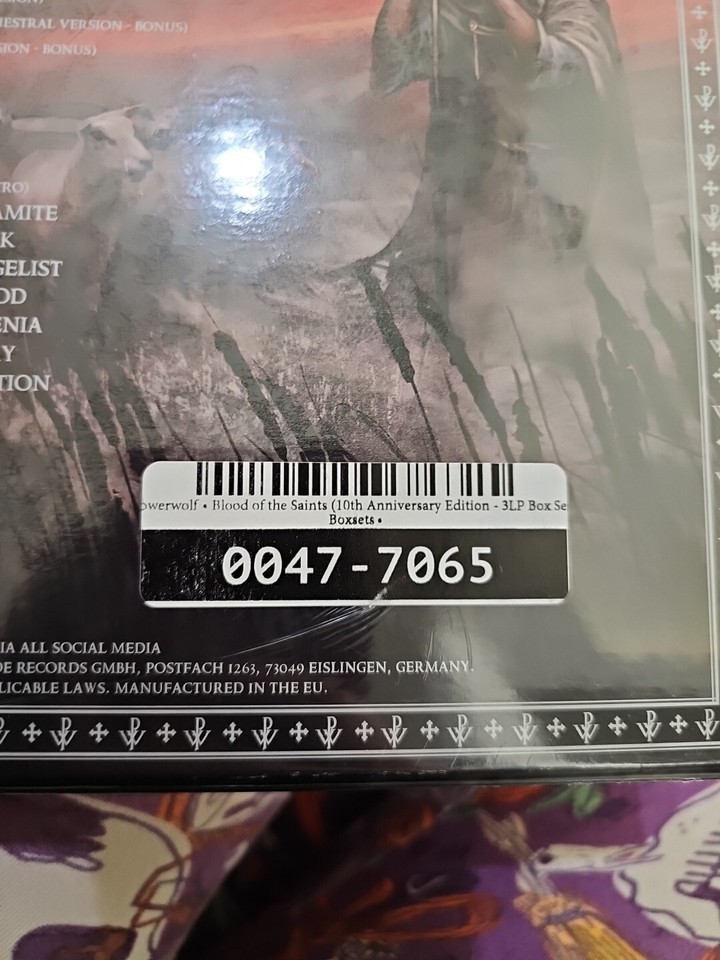 HESTRAL VERSION - BONUS)
SION - BONUS)
TRO)
AMITE
K
GELIST
OD
ENIA
Y
TION
owerwolf • Blood of the Saints (10th Anniversary Edition - 3LP Box Se
Boxsets •
0047-7065
IA ALL SOCIAL MEDIA
DE RECORDS GMBH, POSTFACH 1263, 73049 EISLINGEN, GERMANY.
LICABLE LAWS. MANUFACTURED IN THE EU.